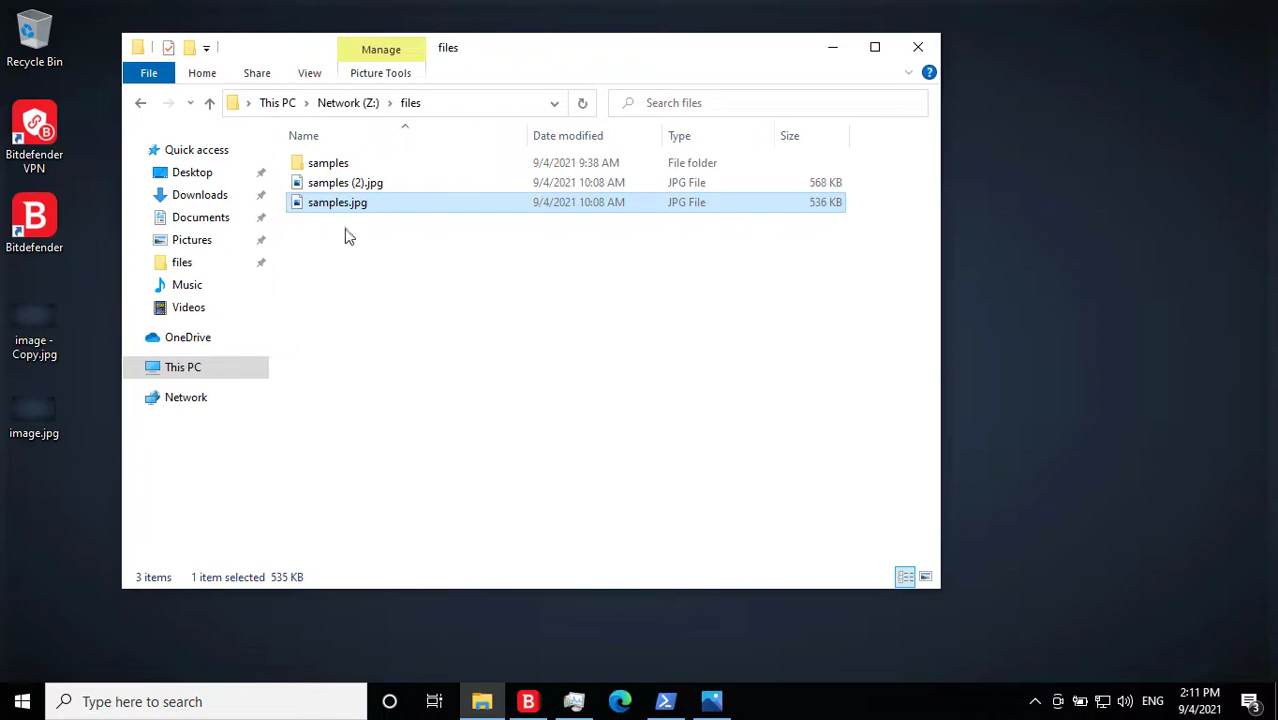 Recycle Bin
Bitdefender
VPN
Bitdefender
image -
Copy.jpg
image.jpg
Manage
files
File
Home
Share
View
Picture Tools
This PC
Network (Z:)
files
Search files
Name
Date modified
Type
Size
Quick access
Desktop
Downloads
Documents
Pictures
files
Music
Videos
OneDrive
This PC
Network
samples 9/4/2021 9:38 AM File folder
samples (2).jpg 9/4/2021 10:08 AM JPG File 568 KB
samples.jpg 9/4/2021 10:08 AM JPG File 536 KB
3 items 1 item selected 535 KB
Type here to search
ENG
2:11 PM
9/4/2021
3